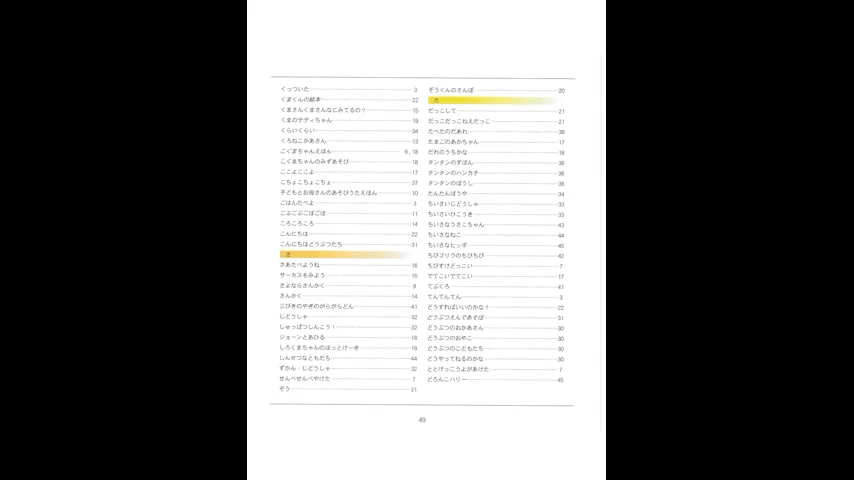 くっついた 3
くまくんの絵本 22
くまさんくまさんなにみてるの？ 15
くまのテディちゃん 19
くらいくらい 34
くろねこかあさん 13
こぐまちゃんえほん 9, 18
こぐまちゃんのみずあそび 18
ここよここよ 17
こちょこちょこちょ 37
子どもとお母さんのあそびうたえほん 10
ごはんたべよ 3
こぷこぷこぽこぽ 11
ころころころ 14
こんにちは 22
こんにちはどうぶつたち 31
さ
さあたべようね 16
サーカスをみよう 16
さよならさんかく 9
さんかく 14
三びきのやぎのがらがらどん 41
じどうしゃ 32
しゅっぱつしんこう！ 32
ジョーンとあひる 18
しろくまちゃんのほっとけーき 18
しんせつなともだち 44
ずかん・じどうしゃ 32
せんべせんべやけた 7
ぞう 31
ぞうくんのさんぽ 20
た
だっこして 21
だっこだっこねえだっこ 21
たべたのだあれ 38
たまごのあかちゃん 17
だれのうちかな 16
タンタンのずぼん 36
タンタンのハンカチ 36
タンタンのぼうし 36
たんたんぼうや 34
ちいさいじどうしゃ 33
ちいさいひこうき 33
ちいさなうさこちゃん 43
ちいさなねこ 44
ちいさなヒッポ 45
ちびゴリラのちびちび 42
ちびすけどっこい 7
でてこいでてこい 17
てぶくろ 41
てんてんてん 3
どうすればいいのかな？ 22
どうぶつえんであそぼ 31
どうぶつのおかあさん 30
どうぶつのおやこ 30
どうぶつのこどもたち 30
どうやってねるのかな 30
ととけっこうよがあけた 7
どろんこハリー 45
49